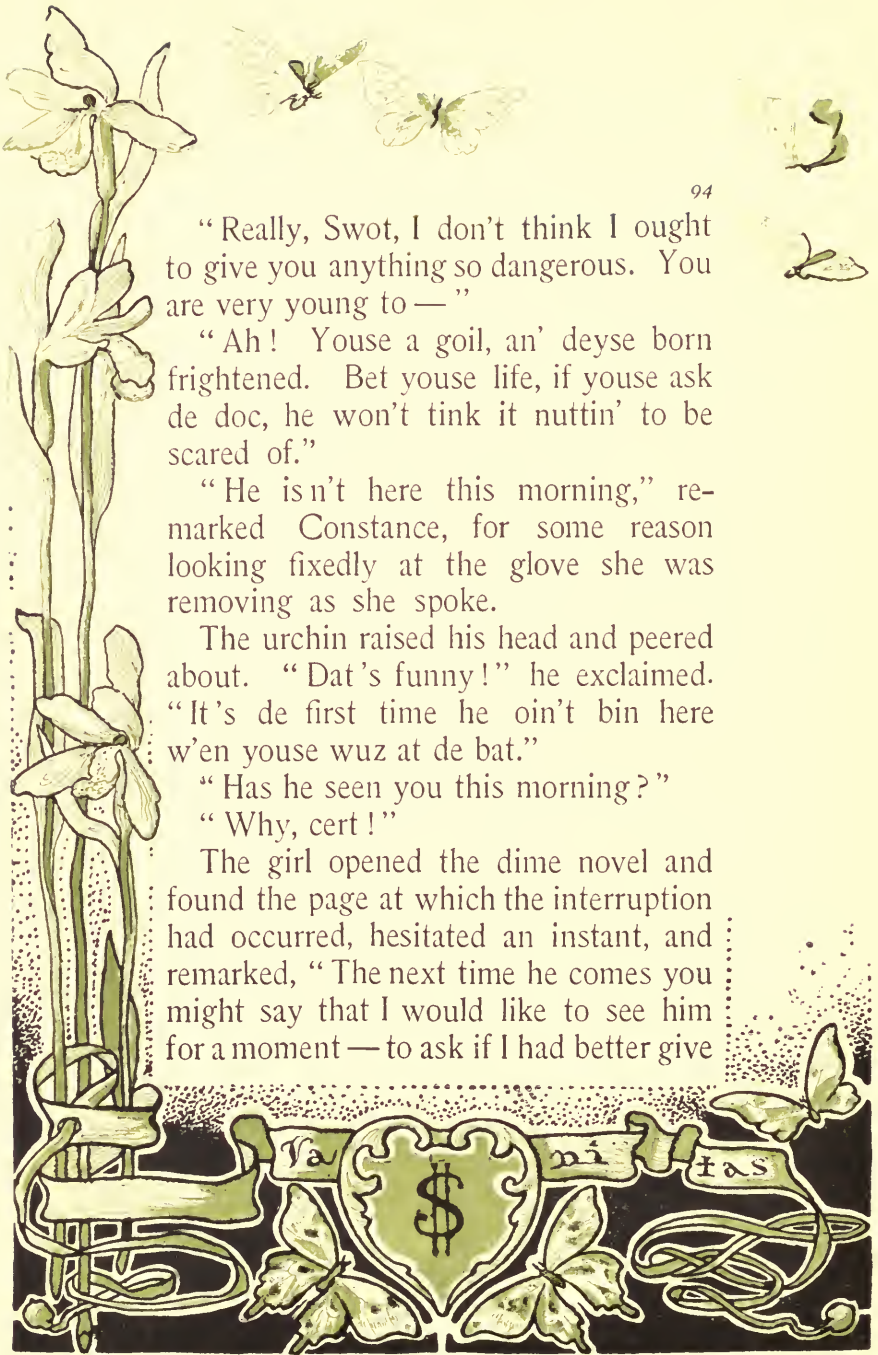 94
“Really, Swot, I don't think I ought
to give you anything so dangerous. You
are very young to — ”
“Ah! Youse a goil, an' deyse born
frightened. Bet youse life, if youse ask
de doc, he won't tink it nuttin' to be
scared of.”
“He isn't here this morning,” re-
marked Constance, for some reason
looking fixedly at the glove she was
removing as she spoke.
The urchin raised his head and peered
about. “Dat's funny!” he exclaimed.
“It's de first time he oin't bin here
w'en youse wuz at de bat.”
“Has he seen you this morning?”
“Why, cert!”
The girl opened the dime novel and
found the page at which the interruption
had occurred, hesitated an instant, and
remarked, “The next time he comes you
might say that I would like to see him
for a moment — to ask if I had better give
Va ni tas
$